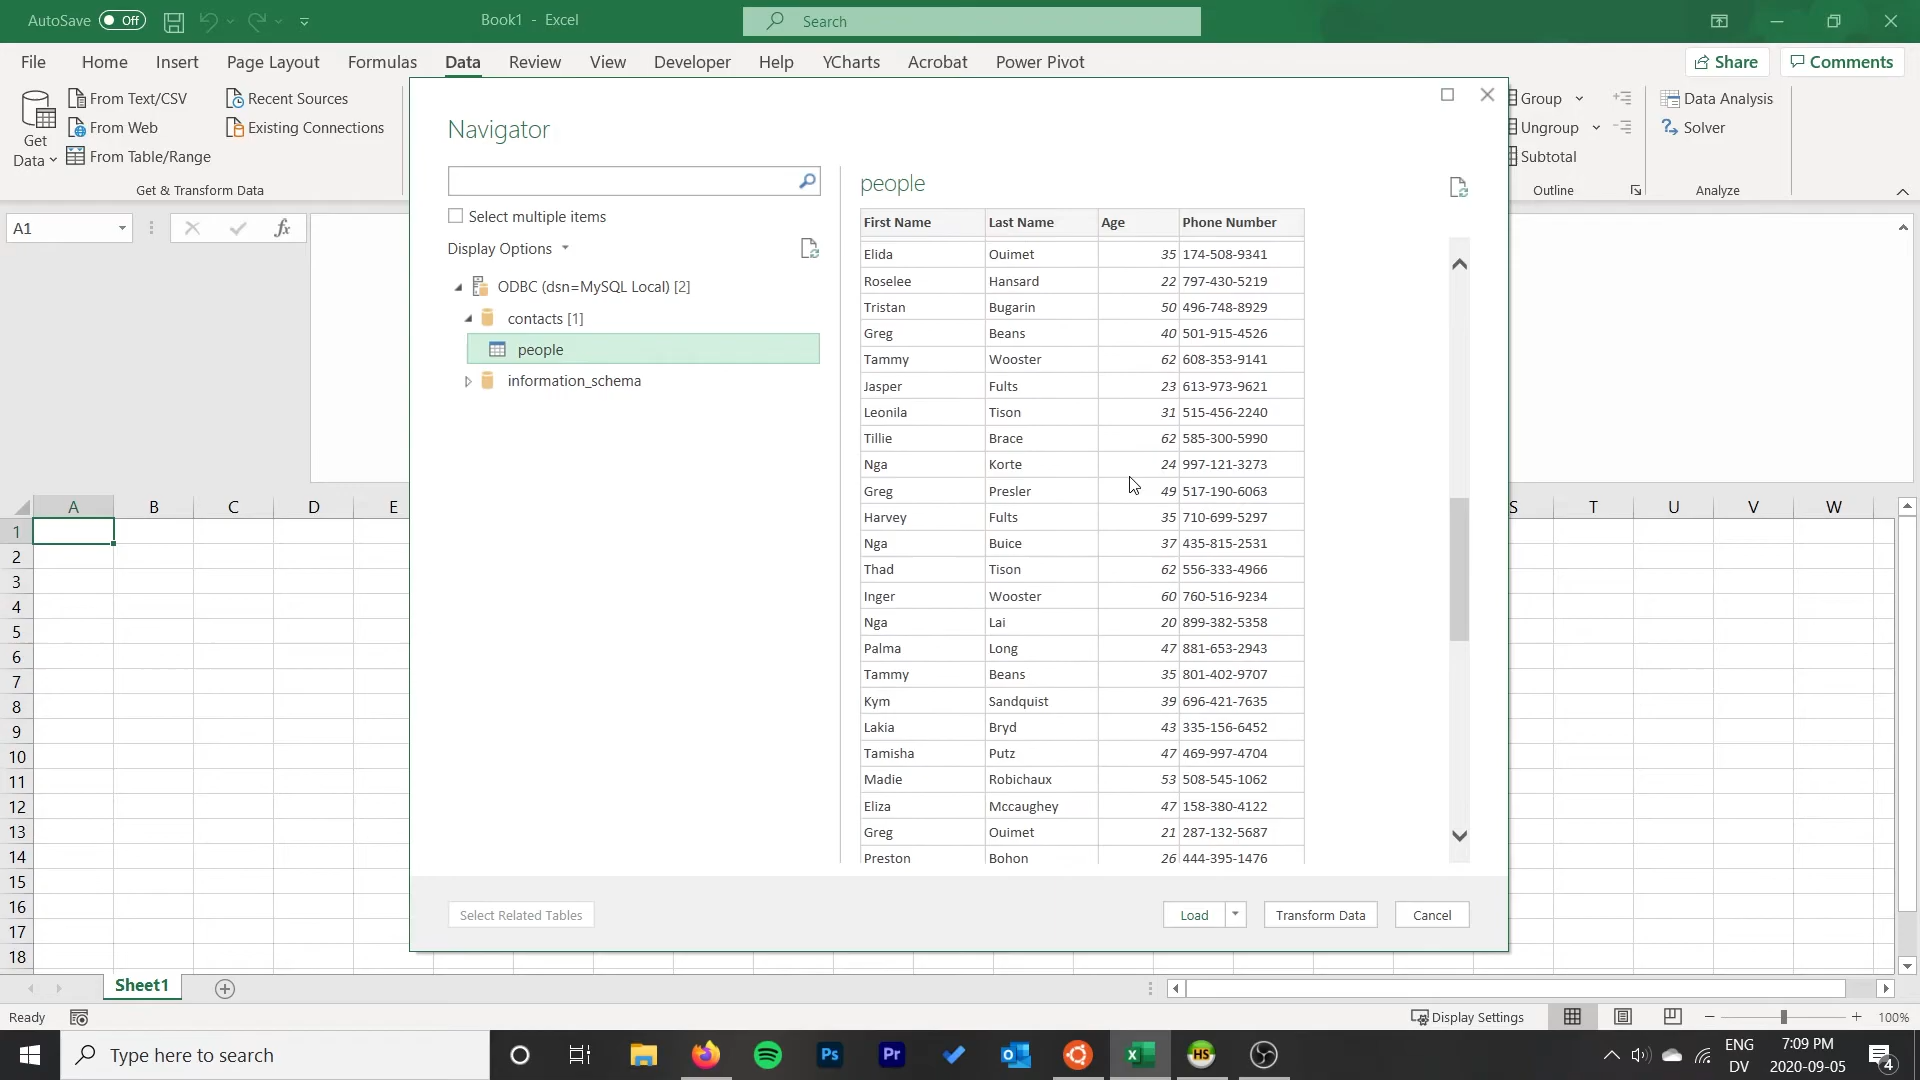 AutoSave Off Book1 - Excel Search
File Home Insert Page Layout Formulas Data Review View Developer Help YCharts Acrobat Power Pivot Share Comments
Get Data
From Text/CSV
From Web
From Table/Range
Recent Sources
Existing Connections
Get & Transform Data
Group
Ungroup
Subtotal
Outline
Data Analysis
Solver
Analyze
A1
fx
Navigator
Select multiple items
Display Options
ODBC (dsn=MySQL Local) [2]
contacts [1]
people
information_schema
people
First Name Last Name Age Phone Number
Elida Ouimet 35 174-508-9341
Roselee Hansard 22 797-430-5219
Tristan Bugarin 50 496-748-8929
Greg Beans 40 501-915-4526
Tammy Wooster 62 608-353-9141
Jasper Fults 23 613-973-9621
Leonila Tison 31 515-456-2240
Tillie Brace 62 585-300-5990
Nga Korte 24 997-121-3273
Greg Presler 49 517-190-6063
Harvey Fults 35 710-699-5297
Nga Buice 37 435-815-2531
Thad Tison 62 556-333-4966
Inger Wooster 60 760-516-9234
Nga Lai 20 899-382-5358
Palma Long 47 881-653-2943
Tammy Beans 35 801-402-9707
Kym Sandquist 39 696-421-7635
Lakia Bryd 43 335-156-6452
Tamisha Putz 47 469-997-4704
Madie Robichaux 53 508-545-1062
Eliza Mccaughey 47 158-380-4122
Greg Ouimet 21 287-132-5687
Preston Bohon 26 444-395-1476
Select Related Tables Load Transform Data Cancel
A B C D E S T U V W
1
2
3
4
5
6
7
8
9
10
11
12
13
14
15
16
17
18
Sheet1
Ready Display Settings 100%
Type here to search
Ps
Pr
HS
ENG
DV
7:09 PM
2020-09-05
4